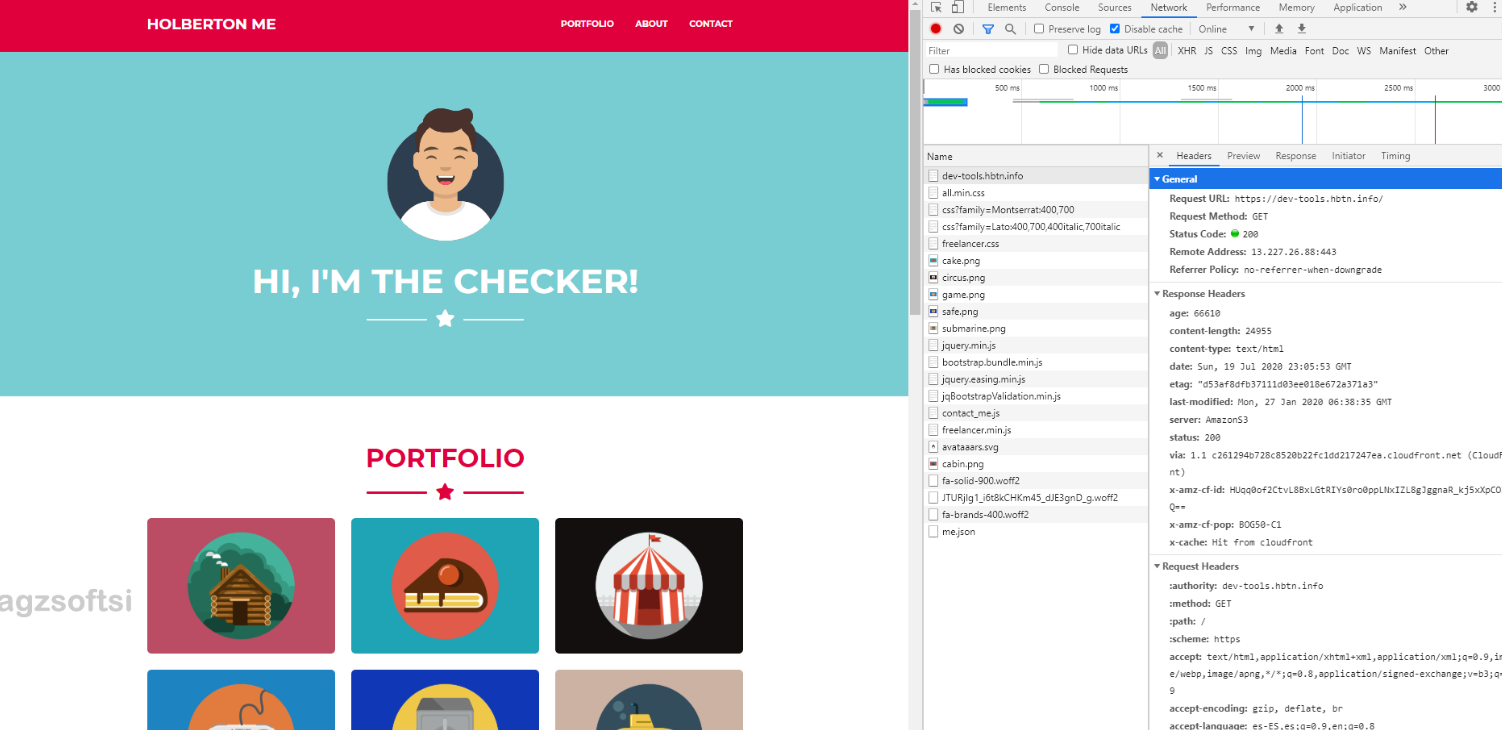 HOLBERTON ME
PORTFOLIO ABOUT CONTACT
HI, I'M THE CHECKER!
PORTFOLIO
agzsoftsi
Elements Console Sources Network Performance Memory Application »
Preserve log Disable cache Online ▼
Filter Hide data URLs All XHR JS CSS Img Media Font Doc WS Manifest Other
Has blocked cookies Blocked Requests
500 ms 1000 ms 1500 ms 2000 ms 2500 ms 3000
Name
dev-tools.hbtn.info
all.min.css
css?family=Montserrat:400,700
css?family=Lato:400,700,400italic,700italic
freelancer.css
cake.png
circus.png
game.png
safe.png
submarine.png
jquery.min.js
bootstrap.bundle.min.js
jquery.easing.min.js
jqBootstrapValidation.min.js
contact_me.js
freelancer.min.js
avataaars.svg
cabin.png
fa-solid-900.woff2
JTURjIg1_i6t8kCHKm45_dJE3gnD_g.woff2
fa-brands-400.woff2
me.json
× Headers Preview Response Initiator Timing
General
Request URL: https://dev-tools.hbtn.info/
Request Method: GET
Status Code: 200
Remote Address: 13.227.26.88:443
Referrer Policy: no-referrer-when-downgrade
Response Headers
age: 66610
content-length: 24955
content-type: text/html
date: Sun, 19 Jul 2020 23:05:53 GMT
etag: "d53af8dfb37111d03ee018e672a371a3"
last-modified: Mon, 27 Jan 2020 06:38:35 GMT
server: AmazonS3
status: 200
via: 1.1 c261294b728c8520b22fc1dd217247ea.cloudfront.net (CloudF
nt)
x-amz-cf-id: HUqq0of2CtvL8BxLGtRIYs0ro0ppLNxIZL8gJggnaR_kj5xXpCO
Q==
x-amz-cf-pop: BOG50-C1
x-cache: Hit from cloudfront
Request Headers
:authority: dev-tools.hbtn.info
:method: GET
:path: /
:scheme: https
accept: text/html,application/xhtml+xml,application/xml;q=0.9,im
e/webp,image/apng,*/*;q=0.8,application/signed-exchange;v=b3;q=
9
accept-encoding: gzip, deflate, br
accept-language: es-ES,es;q=0.9,en;q=0.8